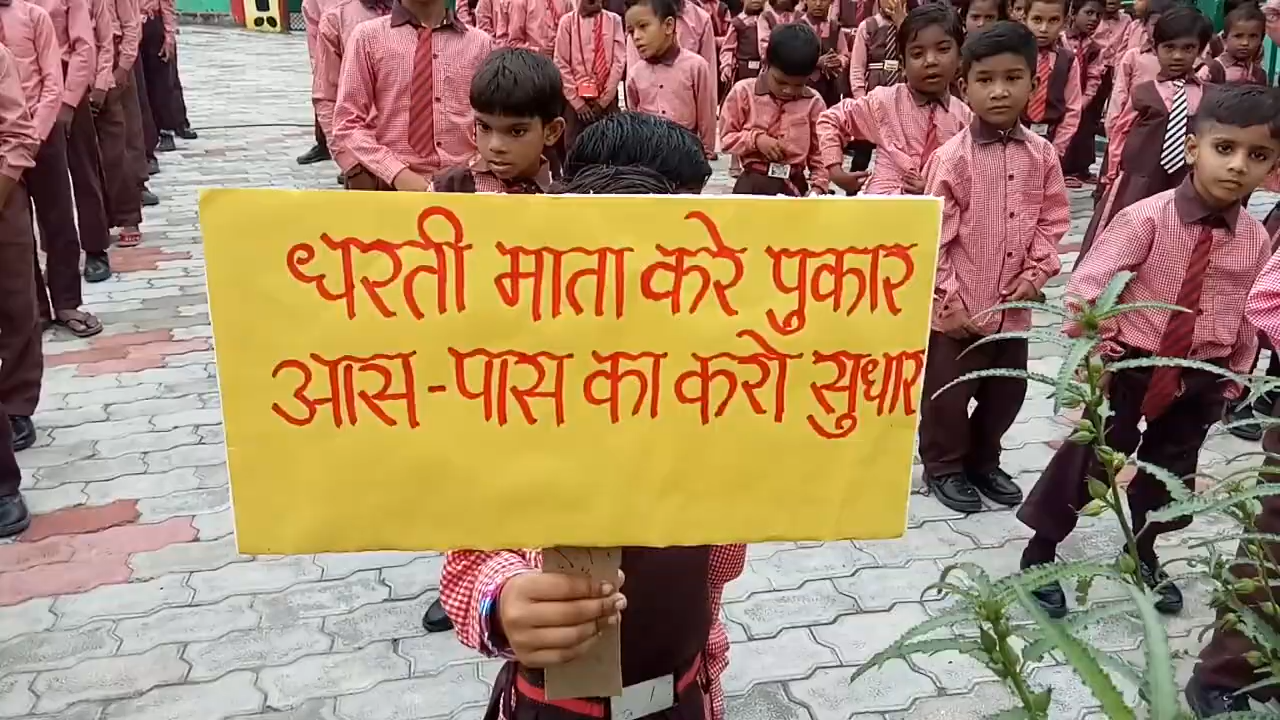 धरती माता करे पुकार
आस-पास का करो सुधार